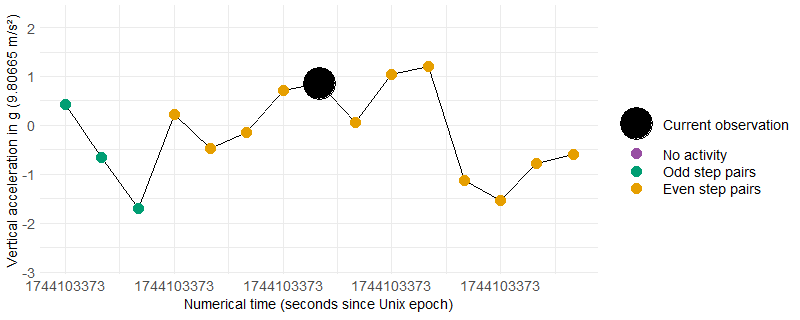 Vertical acceleration in g (9.80665 m/s²)
2
1
0
-1
-2
-3
1744103373 1744103373 1744103373 1744103373 1744103373
Numerical time (seconds since Unix epoch)
Current observation
No activity
Odd step pairs
Even step pairs